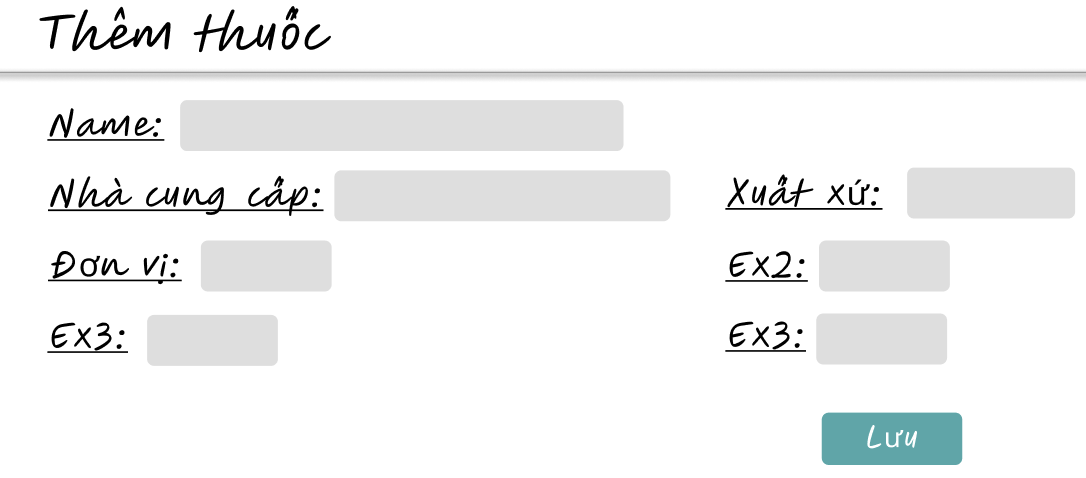 Thêm thuốc
Name:
Nhà cung cấp:
Xuất xứ:
Đơn vị:
Ex2:
Ex3:
Ex3:
Lưu